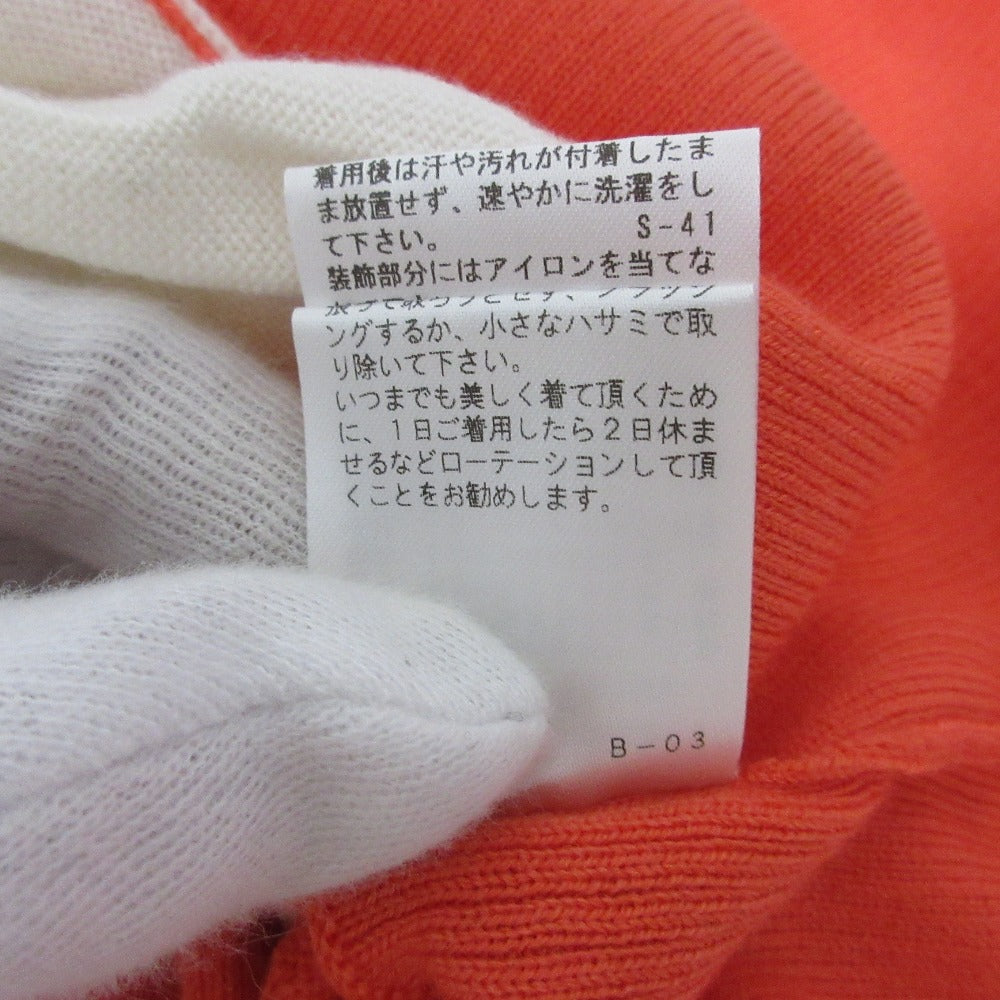 着用後は汗や汚れが付着したま
ま放置せず、速やかに洗濯をし
て下さい。 S-41
装飾部分にはアイロンを当てな
ングするか、小さなハサミで取
り除いて下さい。
いつまでも美しく着て頂くため
に、1日ご着用したら2日休ま
せるなどローテーションして頂
くことをお勧めします。
B-03